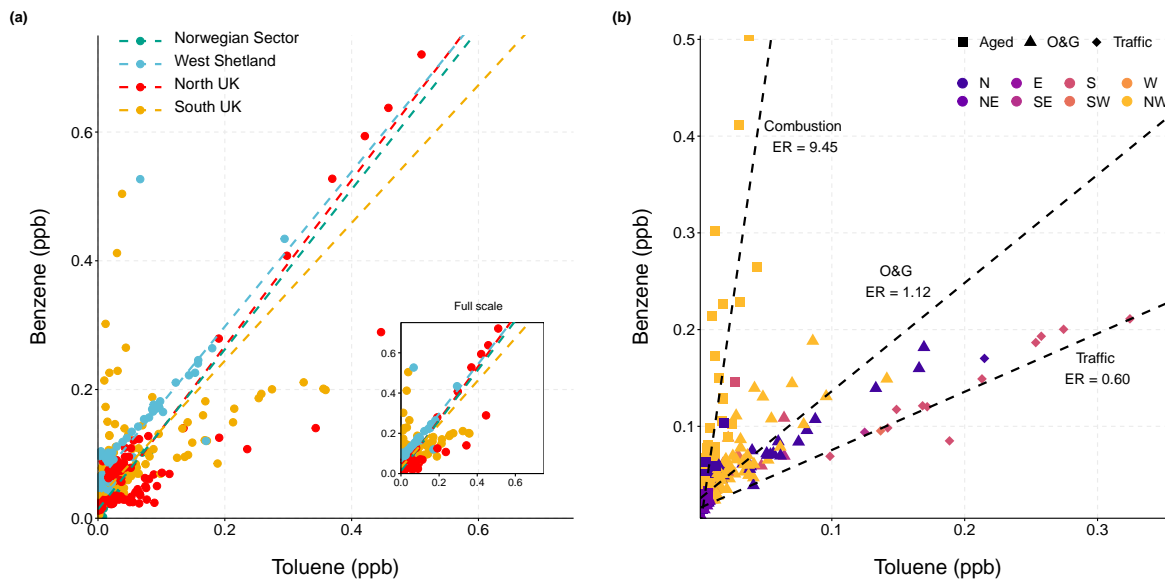 (a)
Norwegian Sector
West Shetland
North UK
South UK
Benzene (ppb)
0.6
0.4
0.2
0.0
0.0
0.2
0.4
0.6
Toluene (ppb)
Full scale
0.6
0.4
0.2
0.0
0.0
0.2
0.4
0.6
(b)
Aged O&G Traffic
N E S W
NE SE SW NW
Combustion
ER = 9.45
O&G
ER = 1.12
Traffic
ER = 0.60
Benzene (ppb)
0.5
0.4
0.3
0.2
0.1
0.1
0.2
0.3
Toluene (ppb)